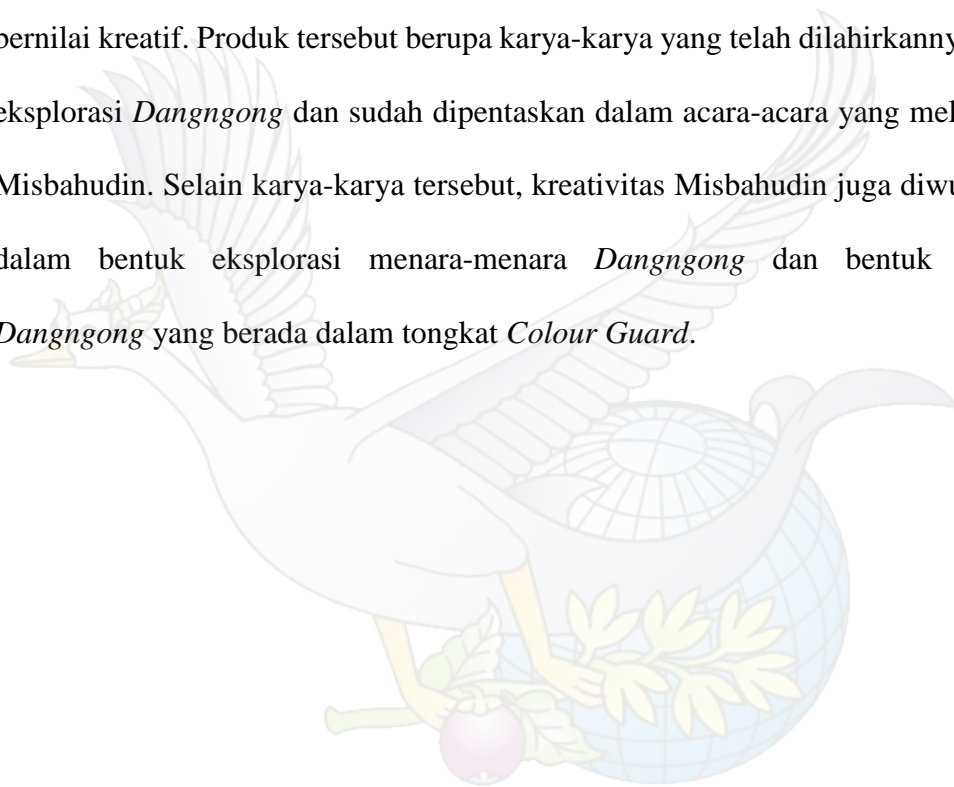 bernilai kreatif. Produk tersebut berupa karya-karya yang telah dilahirkanny
eksplorasi Dangngong dan sudah dipentaskan dalam acara-acara yang mel
Misbahudin. Selain karya-karya tersebut, kreativitas Misbahudin juga diwu
dalam bentuk eksplorasi menara-menara Dangngong dan bentuk
Dangngong yang berada dalam tongkat Colour Guard.